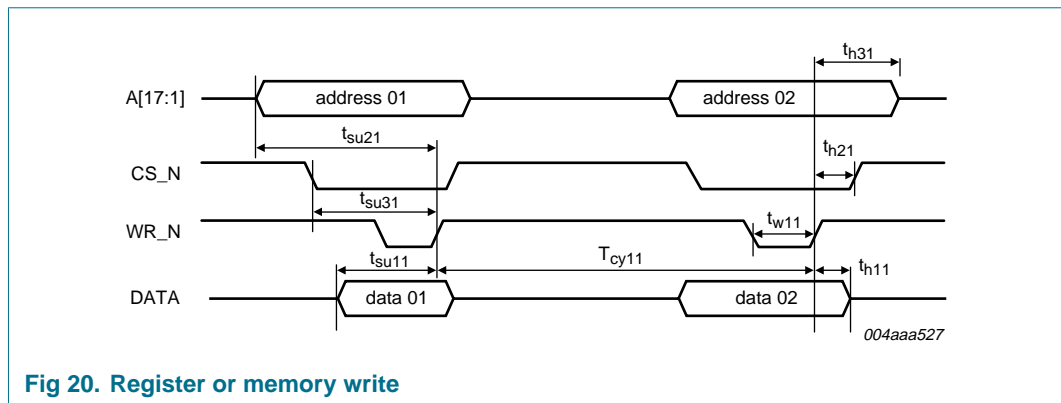 th31
A[17:1] address 01 address 02
tsu21
th21
CS_N
tsu31
tw11
WR_N
tsu11 Tcy11 th11
DATA data 01 data 02
004aaa527
Fig 20. Register or memory write